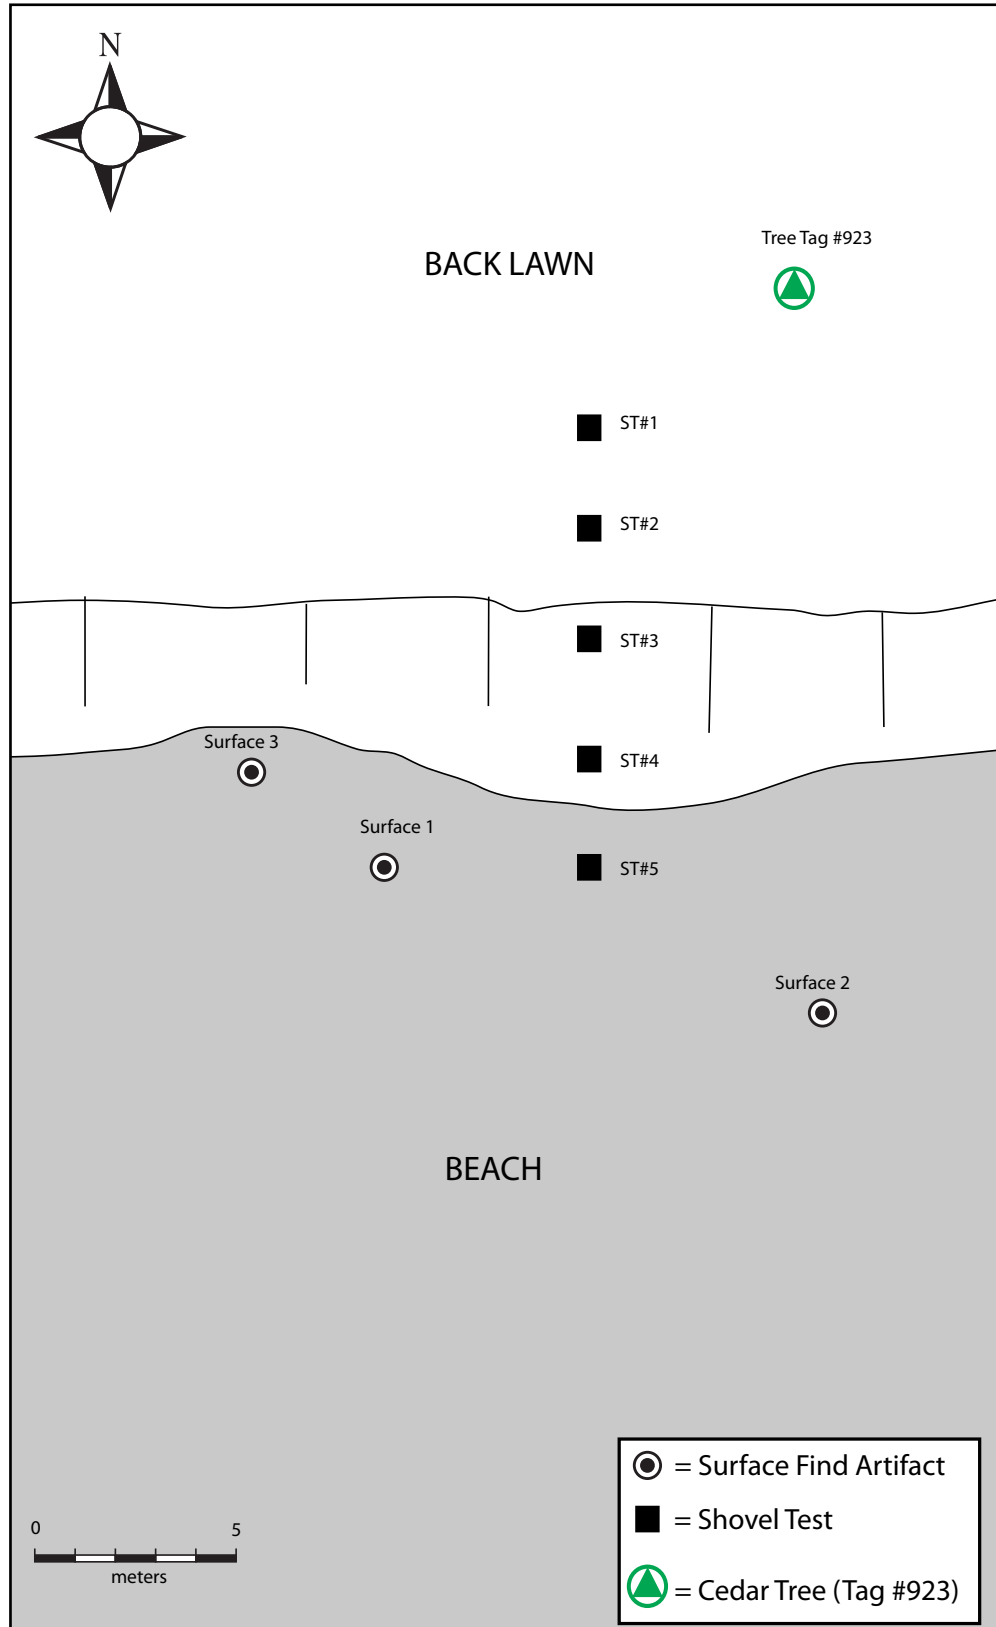 N
Tree Tag #923
BACK LAWN
ST#1
ST#2
ST#3
Surface 3
ST#4
Surface 1
ST#5
Surface 2
BEACH
= Surface Find Artifact
= Shovel Test
= Cedar Tree (Tag #923)
0 5
meters